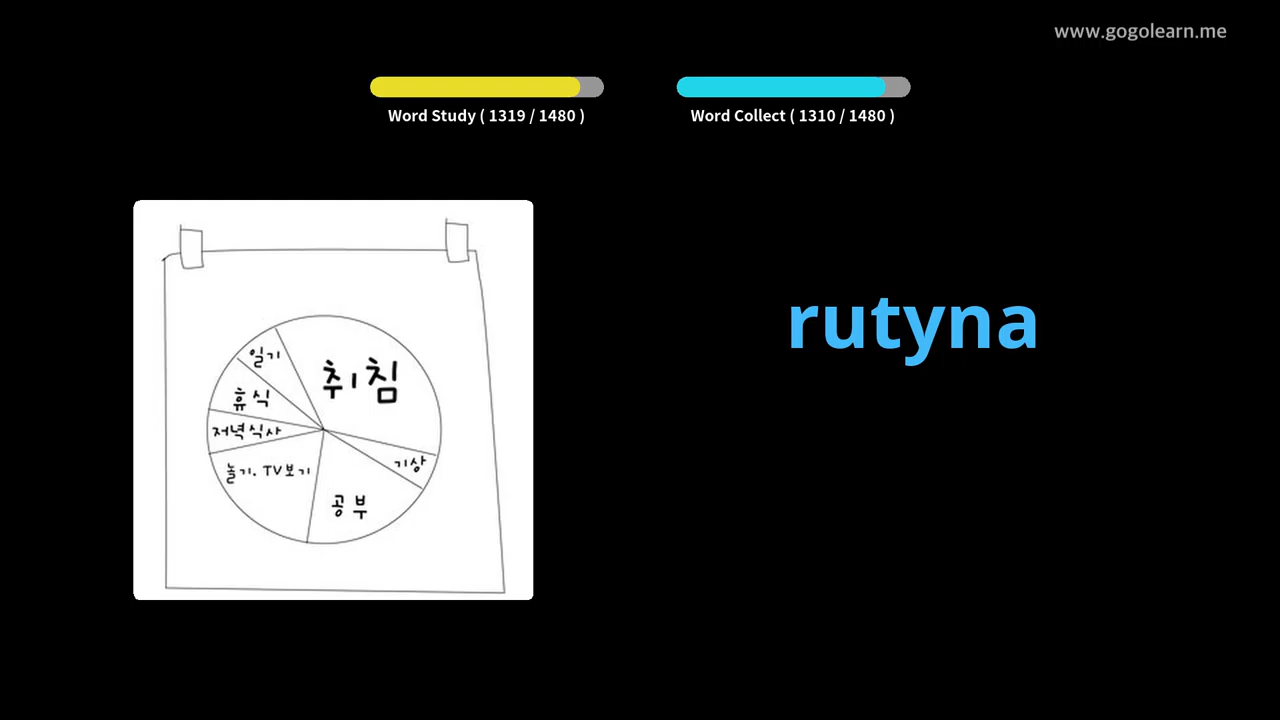 www.gogolearn.me
Word Study ( 1319 / 1480 )
Word Collect ( 1310 / 1480 )
rutyna
일기
취침
휴식
저녁식사
기상
놀기. TV보기
공부